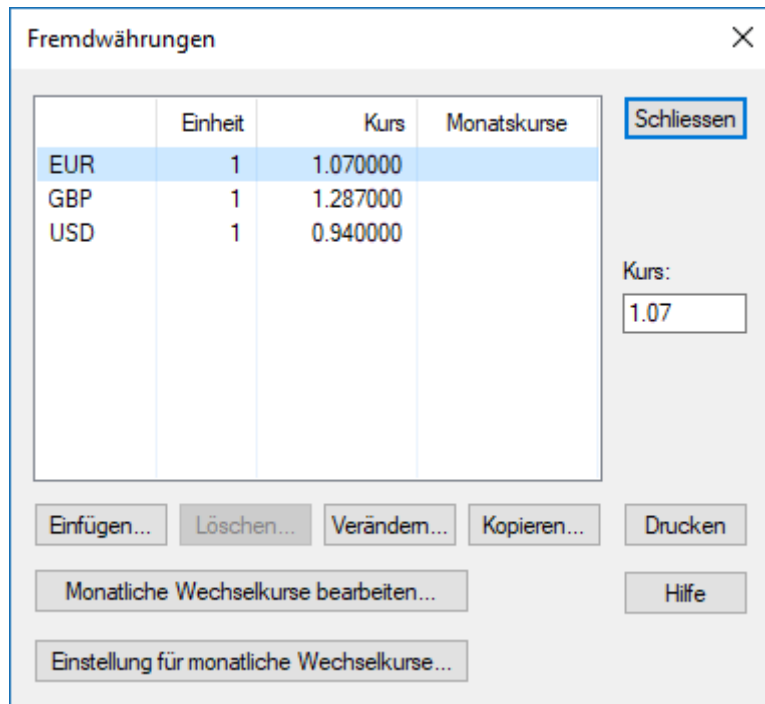 Fremdwährungen
Einheit Kurs Monatskurse
EUR 1 1.070000
GBP 1 1.287000
USD 1 0.940000
Schliessen
Kurs:
1.07
Einfügen... Löschen... Verändern... Kopieren... Drucken
Monatliche Wechselkurse bearbeiten... Hilfe
Einstellung für monatliche Wechselkurse...